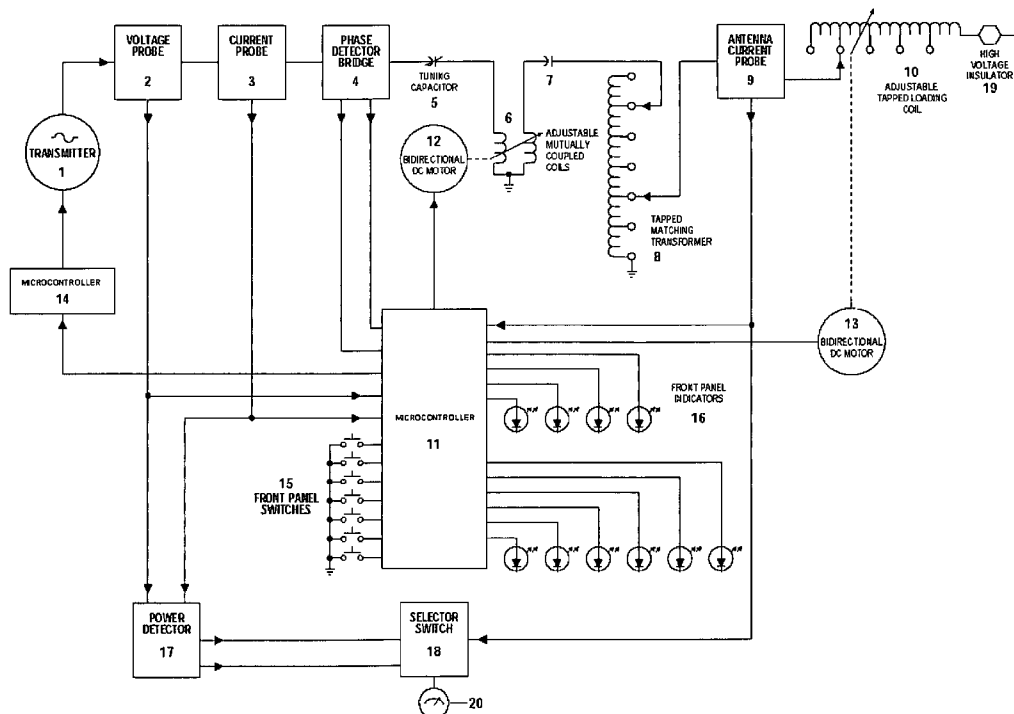 VOLTAGE
PROBE
2
CURRENT
PROBE
3
PHASE
DETECTOR
BRIDGE
4
TUNING
CAPACITOR
5
6
ADJUSTABLE
MUTUALLY
COUPLED
COILS
7
TAPPED
MATCHING
TRANSFORMER
8
ANTENNA
CURRENT
PROBE
9
10
ADJUSTABLE
TAPPED LOADING
COIL
HIGH
VOLTAGE
INSULATOR
19
TRANSMITTER
1
12
BIDIRECTIONAL
DC MOTOR
MICROCONTROLLER
14
13
BIDIRECTIONAL
DC MOTOR
MICROCONTROLLER
11
FRONT PANEL
INDICATORS
16
15
FRONT PANEL
SWITCHES
POWER
DETECTOR
17
SELECTOR
SWITCH
18
20